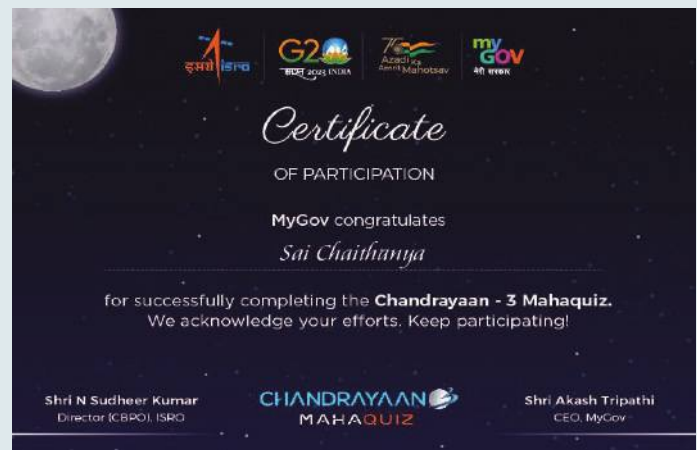 इसरो isro
G20
भारत 2023 INDIA
Azadi Ka
Amrit Mahotsav
my
GOV
मेरी सरकार
Certificate
OF PARTICIPATION
MyGov congratulates
Sai Chaithanya
for successfully completing the Chandrayaan - 3 Mahaquiz.
We acknowledge your efforts. Keep participating!
Shri N Sudheer Kumar
Director (CBPO), ISRO
CHANDRAYAAN
MAHAQUIZ
Shri Akash Tripathi
CEO, MyGov